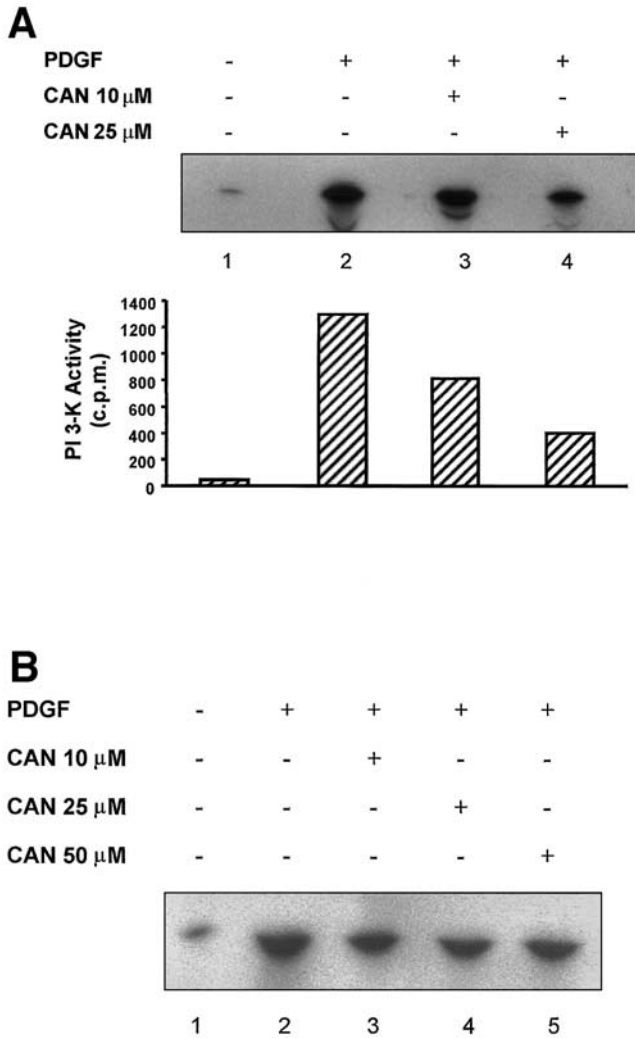 A
PDGF - + + +
CAN 10 μM - - + -
CAN 25 μM - - - +
1 2 3 4
1400
1200
1000
800
600
400
200
0
PI 3-K Activity
(c.p.m.)
B
PDGF - + + + +
CAN 10 μM - - + - -
CAN 25 μM - - - + -
CAN 50 μM - - - - +
1 2 3 4 5